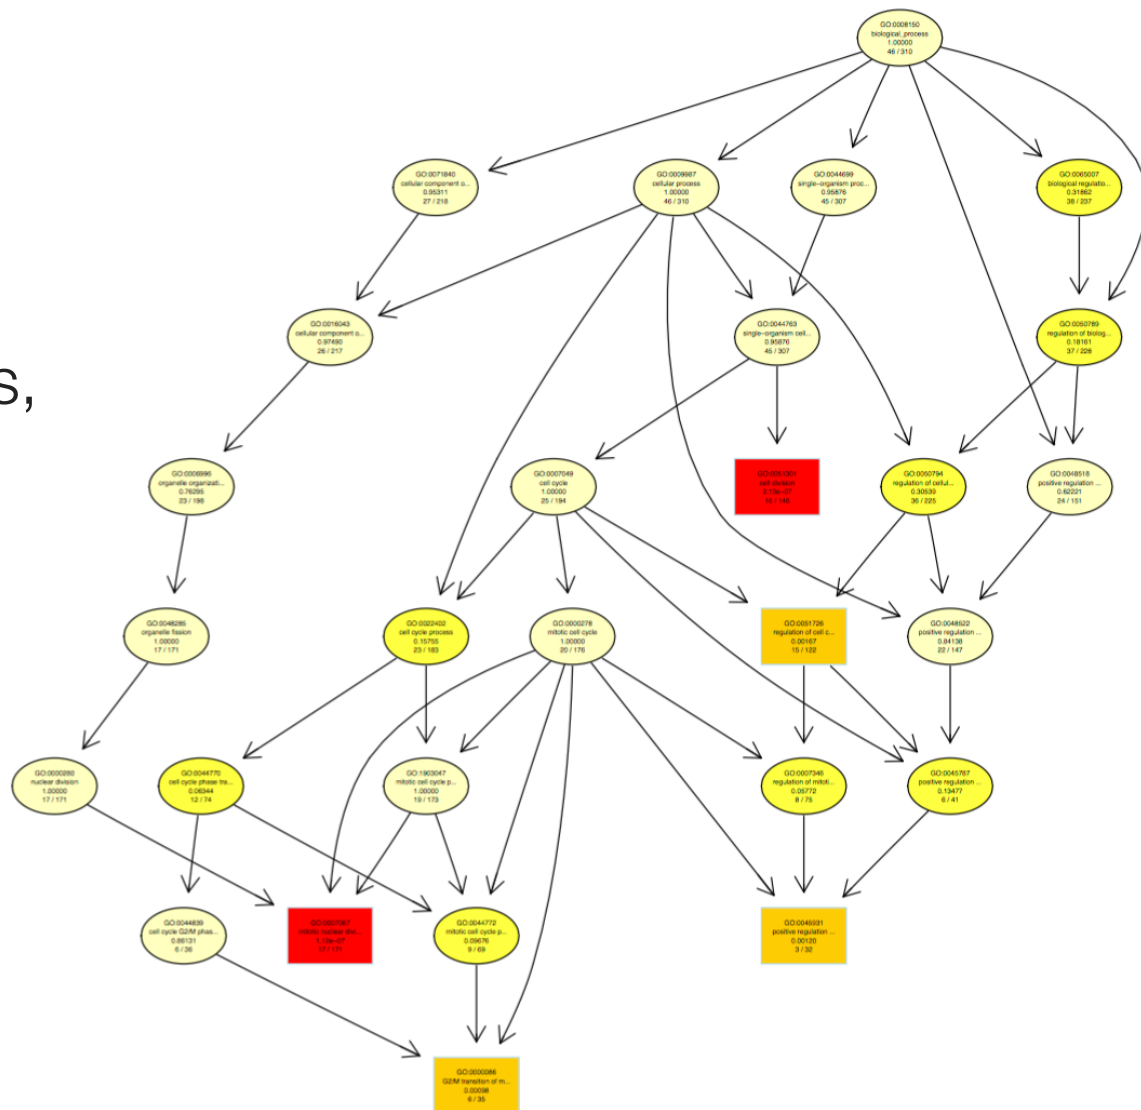 GO:0008150
biological_process
1.00000
46 / 310
GO:0071840
cellular component o...
0.95311
27 / 218
GO:0009987
cellular process
1.00000
46 / 310
GO:0044699
single-organism proc...
0.95876
45 / 307
GO:0065007
biological regulatio...
0.31862
38 / 237
GO:0016043
cellular component o...
0.97490
26 / 217
GO:0044763
single-organism cell...
0.95876
45 / 307
GO:0050789
regulation of biolog...
0.18161
37 / 228
s,
GO:0006996
organelle organizati...
0.76295
23 / 198
GO:0007049
cell cycle
1.00000
25 / 194
GO:0051301
cell division
16 / 146
GO:0050794
regulation of cellul...
0.30539
36 / 225
GO:0048518
positive regulation ...
0.62221
24 / 151
GO:0048285
organelle fission
1.00000
17 / 171
GO:0022402
cell cycle process
0.15755
23 / 183
GO:0000278
mitotic cell cycle
1.00000
20 / 176
GO:0051726
regulation of cell c...
0.00167
15 / 122
GO:0048522
positive regulation ...
0.84138
22 / 147
GO:0000280
nuclear division
1.00000
17 / 171
GO:0044770
cell cycle phase tra...
0.06344
12 / 74
GO:1903047
mitotic cell cycle p...
1.00000
19 / 173
GO:0007346
regulation of mitoti...
0.05772
8 / 75
GO:0045787
positive regulation ...
0.13477
6 / 41
GO:0044839
cell cycle G2/M phas...
0.86131
6 / 36
GO:0007067
mitotic nuclear divi...
17 / 171
GO:0044772
mitotic cell cycle p...
0.09676
9 / 69
GO:0045931
positive regulation ...
0.00120
3 / 32
GO:0000086
G2/M transition of m...
0.00098
6 / 35